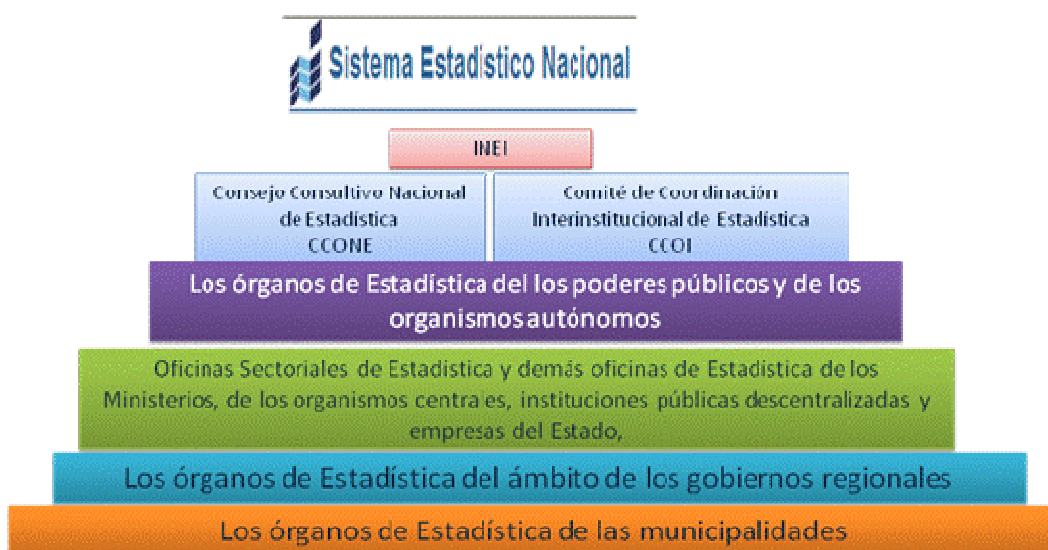 Sistema Estadístico Nacional
INEI
Consejo Consultivo Nacional
de Estadística
CCONE
Comité de Coordinación
Interinstitucional de Estadística
CCOI
Los órganos de Estadística del los poderes públicos y de los
organismos autónomos
Oficinas Sectoriales de Estadistica y demás oficinas de Estadistica de los
Ministerios, de los organismos centrales, instituciones públicas descentralizadas y
empresas del Estado,
Los órganos de Estadística del ámbito de los gobiernos regionales
Los órganos de Estadística de las municipalidades